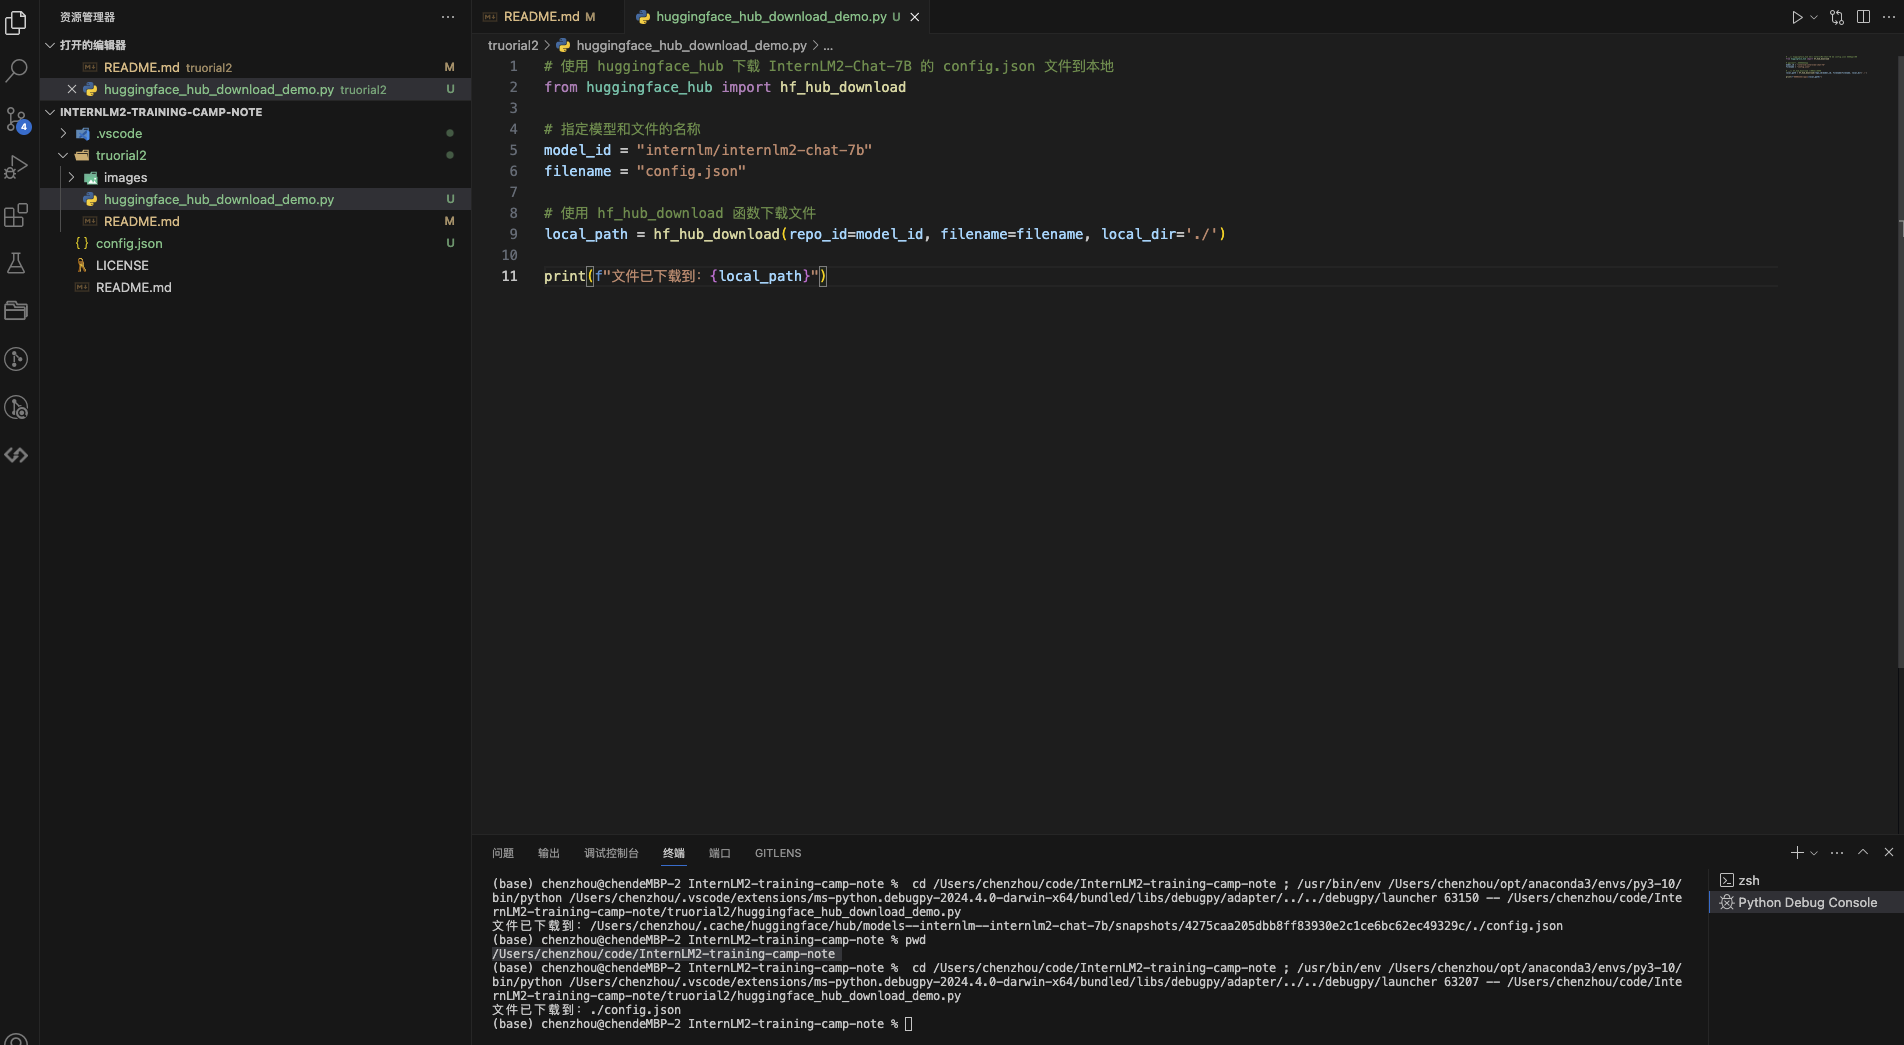 资源管理器
打开的编辑器
README.md truorial2 M
huggingface_hub_download_demo.py truorial2 U
INTERNLM2-TRAINING-CAMP-NOTE
.vscode
truorial2
images
huggingface_hub_download_demo.py U
README.md M
config.json U
LICENSE
README.md
4
README.md M
huggingface_hub_download_demo.py U
truorial2 > huggingface_hub_download_demo.py > ...
1 # 使用 huggingface_hub 下载 InternLM2-Chat-7B 的 config.json 文件到本地
2 from huggingface_hub import hf_hub_download
3
4 # 指定模型和文件的名称
5 model_id = "internlm/internlm2-chat-7b"
6 filename = "config.json"
7
8 # 使用 hf_hub_download 函数下载文件
9 local_path = hf_hub_download(repo_id=model_id, filename=filename, local_dir='./')
10
11 print(f"文件已下载到: {local_path}")
问题 输出 调试控制台 终端 端口 GITLENS
(base) chenzhou@chendeMBP-2 InternLM2-training-camp-note %  cd /Users/chenzhou/code/InternLM2-training-camp-note ; /usr/bin/env /Users/chenzhou/opt/anaconda3/envs/py3-10/
bin/python /Users/chenzhou/.vscode/extensions/ms-python.debugpy-2024.4.0-darwin-x64/bundled/libs/debugpy/adapter/../../debugpy/launcher 63150 -- /Users/chenzhou/code/Inte
rnLM2-training-camp-note/truorial2/huggingface_hub_download_demo.py
文件已下载到: /Users/chenzhou/.cache/huggingface/hub/models--internlm--internlm2-chat-7b/snapshots/4275caa205dbb8ff83930e2c1ce6bc62ec49329c/./config.json
(base) chenzhou@chendeMBP-2 InternLM2-training-camp-note % pwd
/Users/chenzhou/code/InternLM2-training-camp-note
(base) chenzhou@chendeMBP-2 InternLM2-training-camp-note %  cd /Users/chenzhou/code/InternLM2-training-camp-note ; /usr/bin/env /Users/chenzhou/opt/anaconda3/envs/py3-10/
bin/python /Users/chenzhou/.vscode/extensions/ms-python.debugpy-2024.4.0-darwin-x64/bundled/libs/debugpy/adapter/../../debugpy/launcher 63207 -- /Users/chenzhou/code/Inte
rnLM2-training-camp-note/truorial2/huggingface_hub_download_demo.py
文件已下载到: ./config.json
(base) chenzhou@chendeMBP-2 InternLM2-training-camp-note %
zsh
Python Debug Console